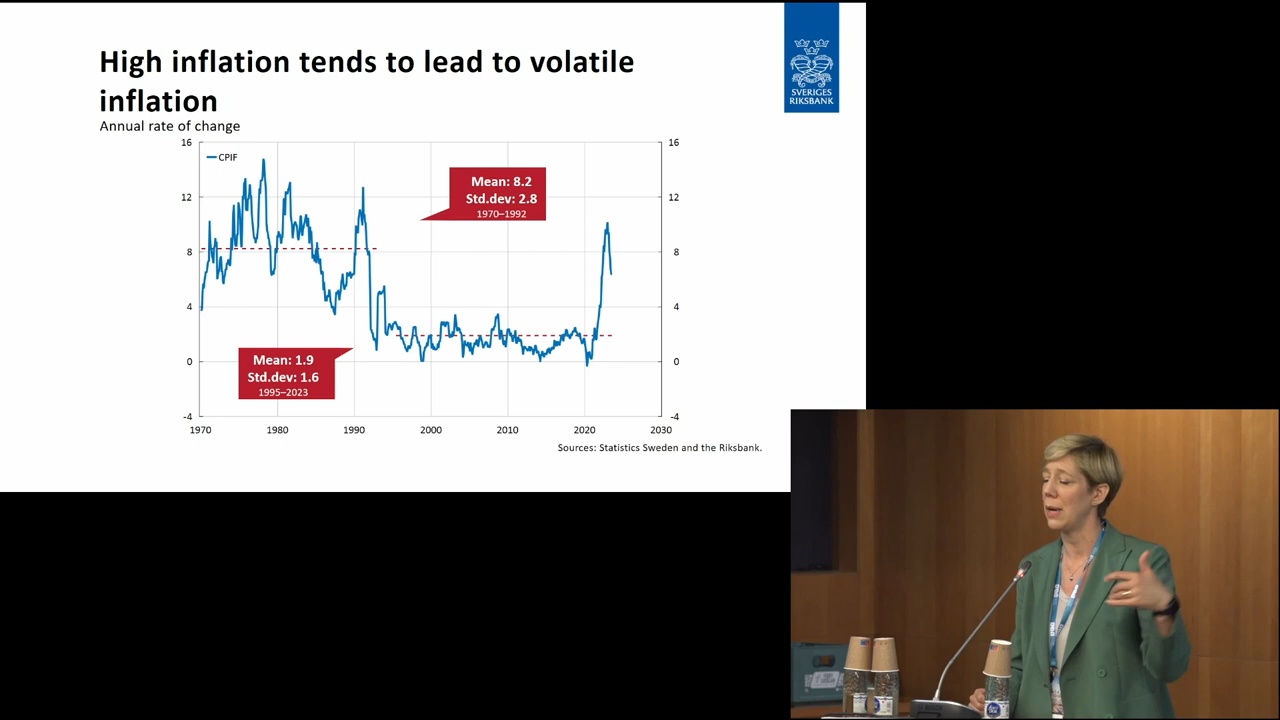 High inflation tends to lead to volatile
inflation
Annual rate of change
SVERIGES
RIKSBANK
16
12
8
4
0
-4
16
12
8
4
0
-4
CPIF
Mean: 8.2
Std.dev: 2.8
1970–1992
Mean: 1.9
Std.dev: 1.6
1995–2023
1970 1980 1990 2000 2010 2020 2030
Sources: Statistics Sweden and the Riksbank.